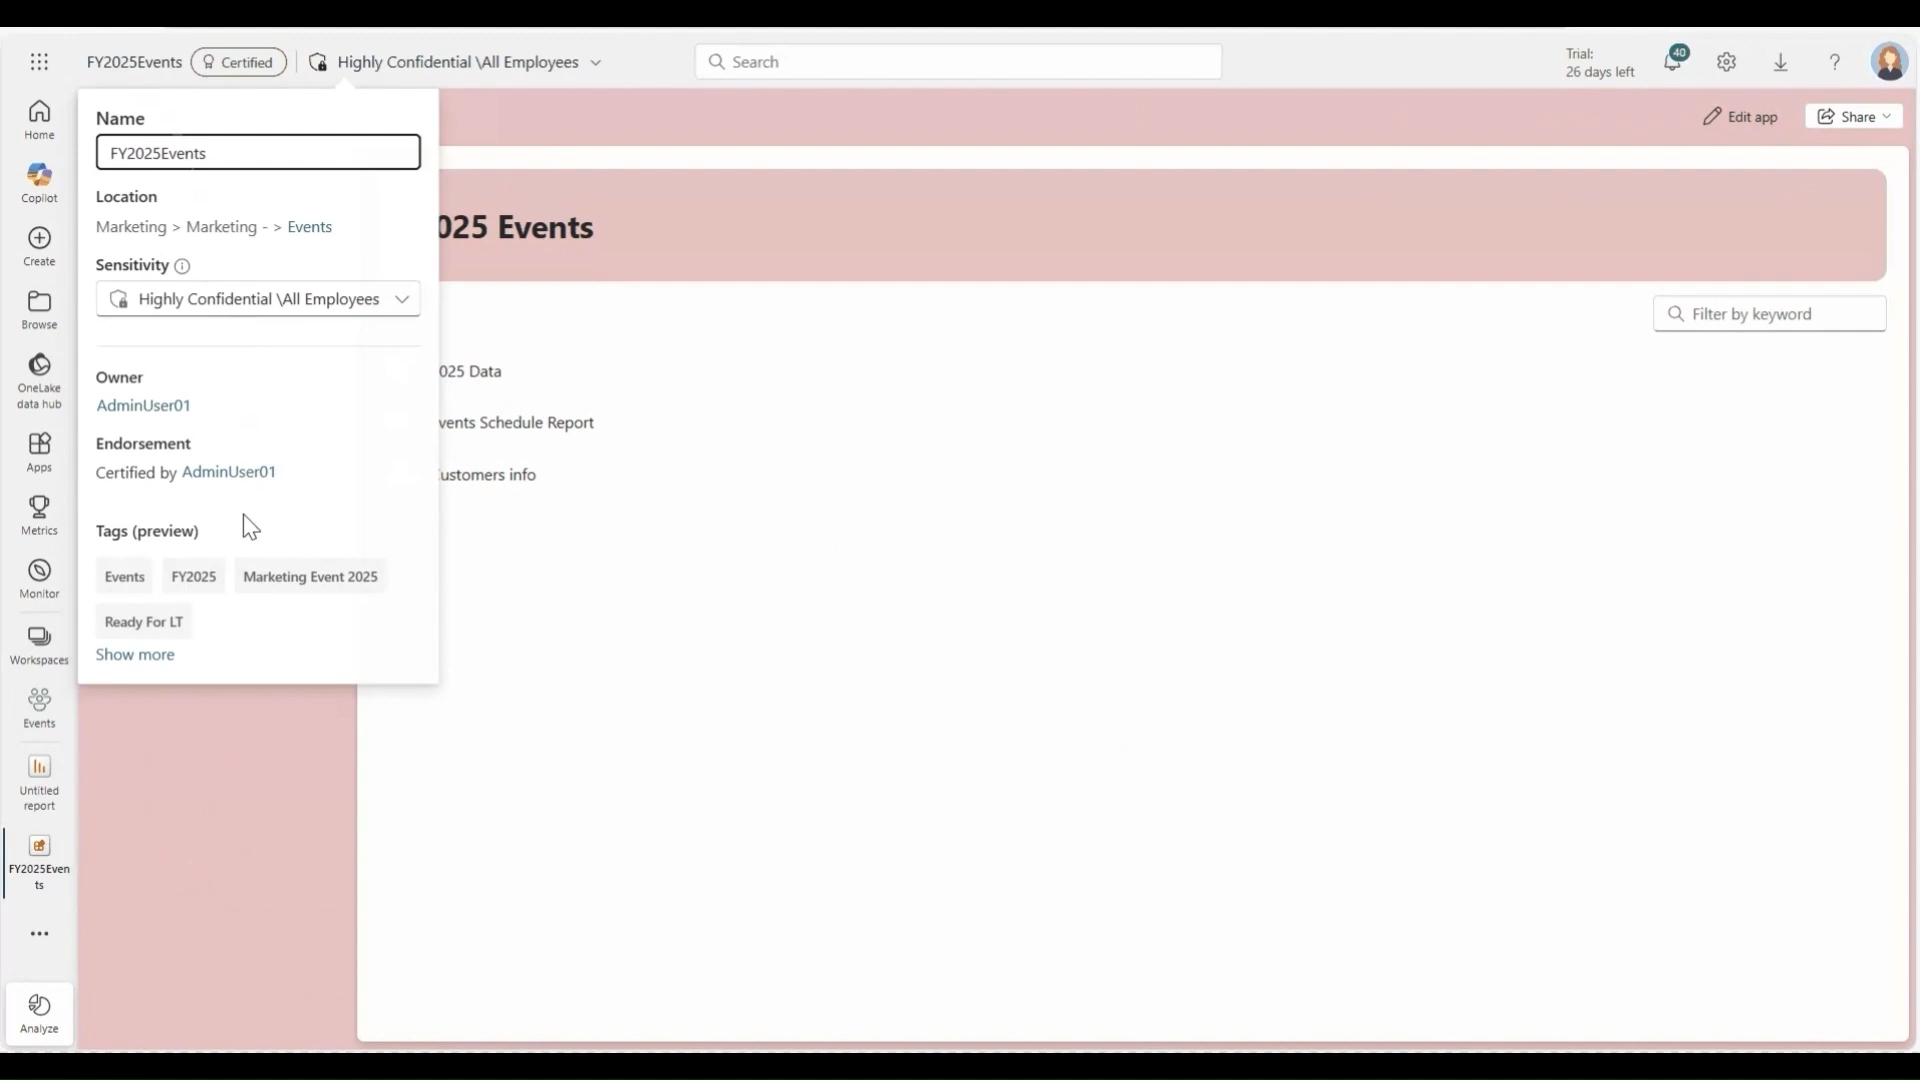 FY2025Events Certified Highly Confidential \All Employees Search Trial: 40
26 days left
Home
Copilot
Create
Browse
OneLake
data hub
Apps
Metrics
Monitor
Workspaces
Events
Untitled
report
FY2025Even
ts
Analyze
Name
FY2025Events
Location
Marketing > Marketing - > Events
Sensitivity
Highly Confidential \All Employees
Owner
AdminUser01
Endorsement
Certified by AdminUser01
Tags (preview)
Events FY2025 Marketing Event 2025
Ready For LT
Show more
Edit app Share
025 Events
Filter by keyword
025 Data
vents Schedule Report
ustomers info